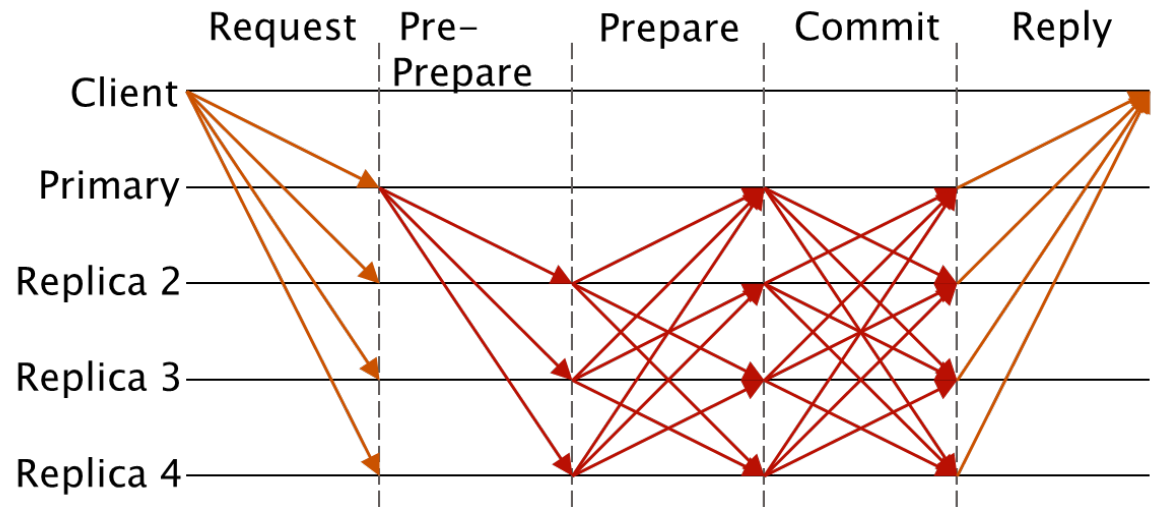 Request
Pre-
Prepare
Prepare
Commit
Reply
Client
Primary
Replica 2
Replica 3
Replica 4